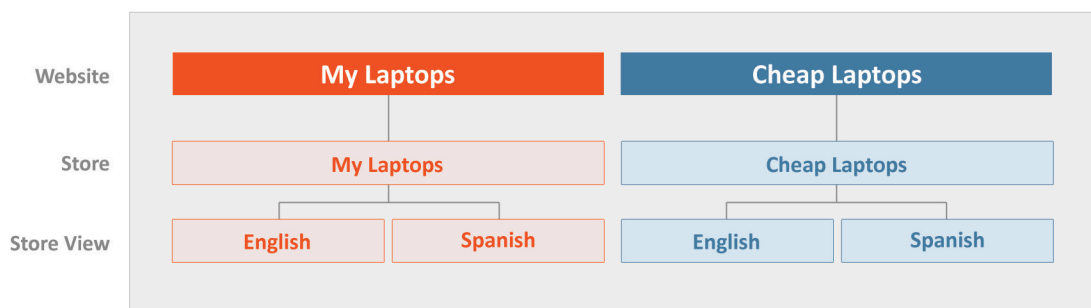 Website
My Laptops
Cheap Laptops
Store
My Laptops
Cheap Laptops
Store View
English
Spanish
English
Spanish